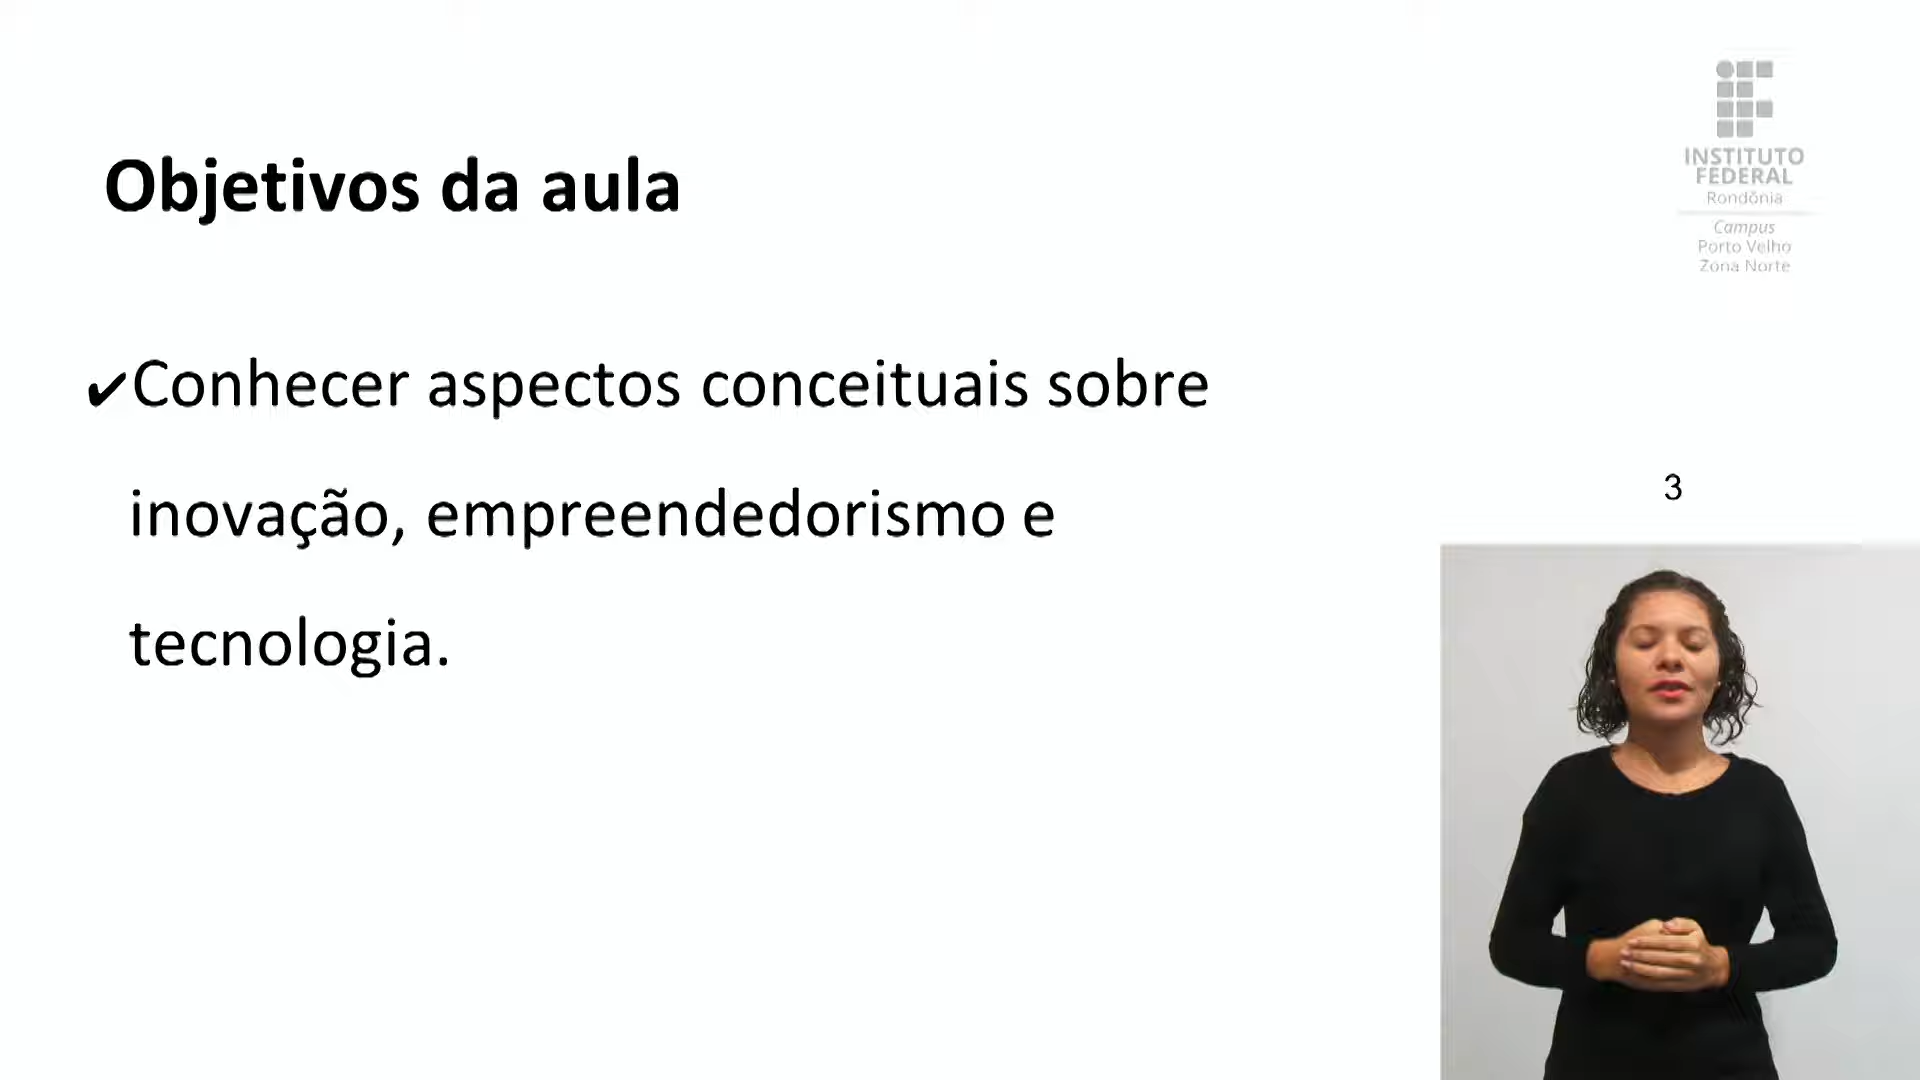 Objetivos da aula
INSTITUTO
FEDERAL
Rondônia
Campus
Porto Velho
Zona Norte
✔Conhecer aspectos conceituais sobre
inovação, empreendedorismo e
tecnologia.
3